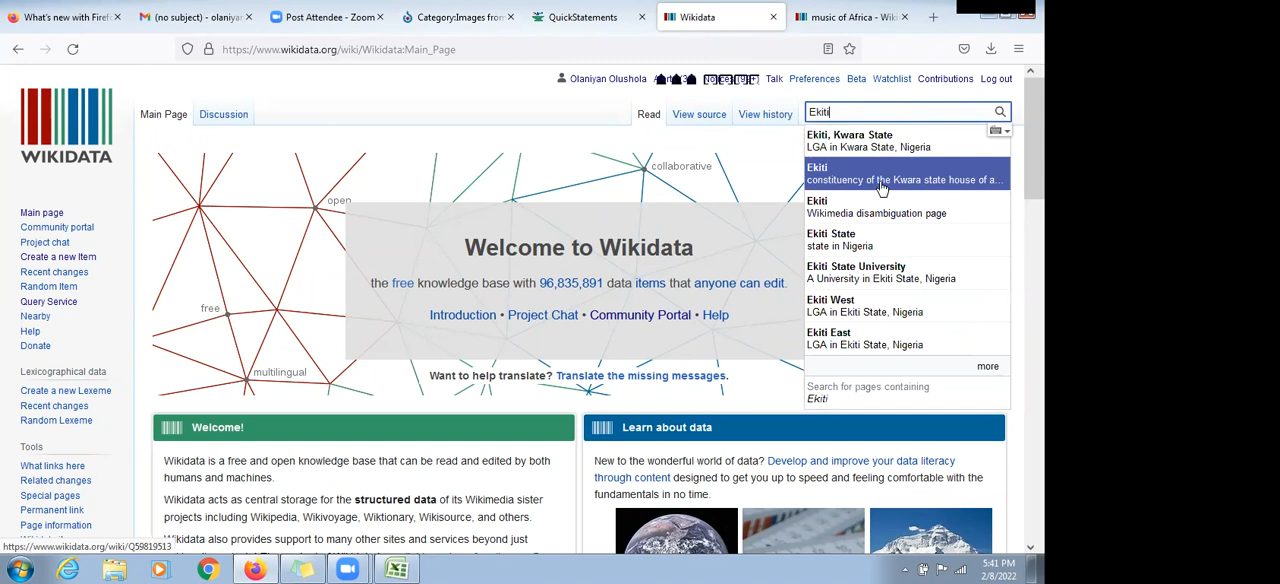 What's new with Firef
(no subject) - olaniyar
Post Attendee - Zoom
Category:Images from
QuickStatements
Wikidata
music of Africa - Wiki
https://www.wikidata.org/wiki/Wikidata:Main_Page
Olaniyan Olushola
Talk
Preferences
Beta
Watchlist
Contributions
Log out
WIKIDATA
Main Page
Discussion
Read
View source
View history
Ekiti
Ekiti, Kwara State
LGA in Kwara State, Nigeria
Ekiti
constituency of the Kwara state house of a...
Ekiti
Wikimedia disambiguation page
Ekiti State
state in Nigeria
Ekiti State University
A University in Ekiti State, Nigeria
Ekiti West
LGA in Ekiti State, Nigeria
Ekiti East
LGA in Ekiti State, Nigeria
more
Search for pages containing
Ekiti
Main page
Community portal
Project chat
Create a new Item
Recent changes
Random Item
Query Service
Nearby
Help
Donate
Lexicographical data
Create a new Lexeme
Recent changes
Random Lexeme
Tools
What links here
Related changes
Special pages
Permanent link
Page information
collaborative
open
free
multilingual
Welcome to Wikidata
the free knowledge base with 96,835,891 data items that anyone can edit.
Introduction • Project Chat • Community Portal • Help
Want to help translate? Translate the missing messages.
Welcome!
Wikidata is a free and open knowledge base that can be read and edited by both
humans and machines.
Wikidata acts as central storage for the structured data of its Wikimedia sister
projects including Wikipedia, Wikivoyage, Wiktionary, Wikisource, and others.
Wikidata also provides support to many other sites and services beyond just
Learn about data
New to the wonderful world of data? Develop and improve your data literacy
through content designed to get you up to speed and feeling comfortable with the
fundamentals in no time.
https://www.wikidata.org/wiki/Q59819513
5:41 PM
2/8/2022